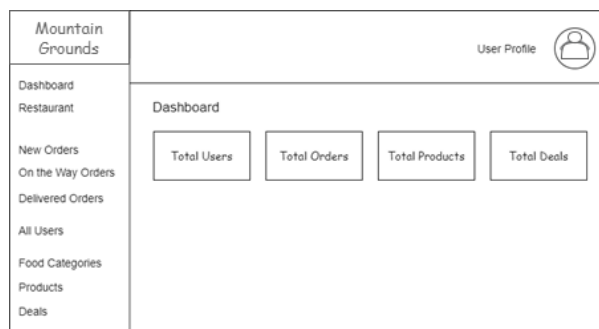 Mountain
Grounds
User Profile
Dashboard
Restaurant
New Orders
On the Way Orders
Delivered Orders
All Users
Food Categories
Products
Deals
Dashboard
Total Users
Total Orders
Total Products
Total Deals